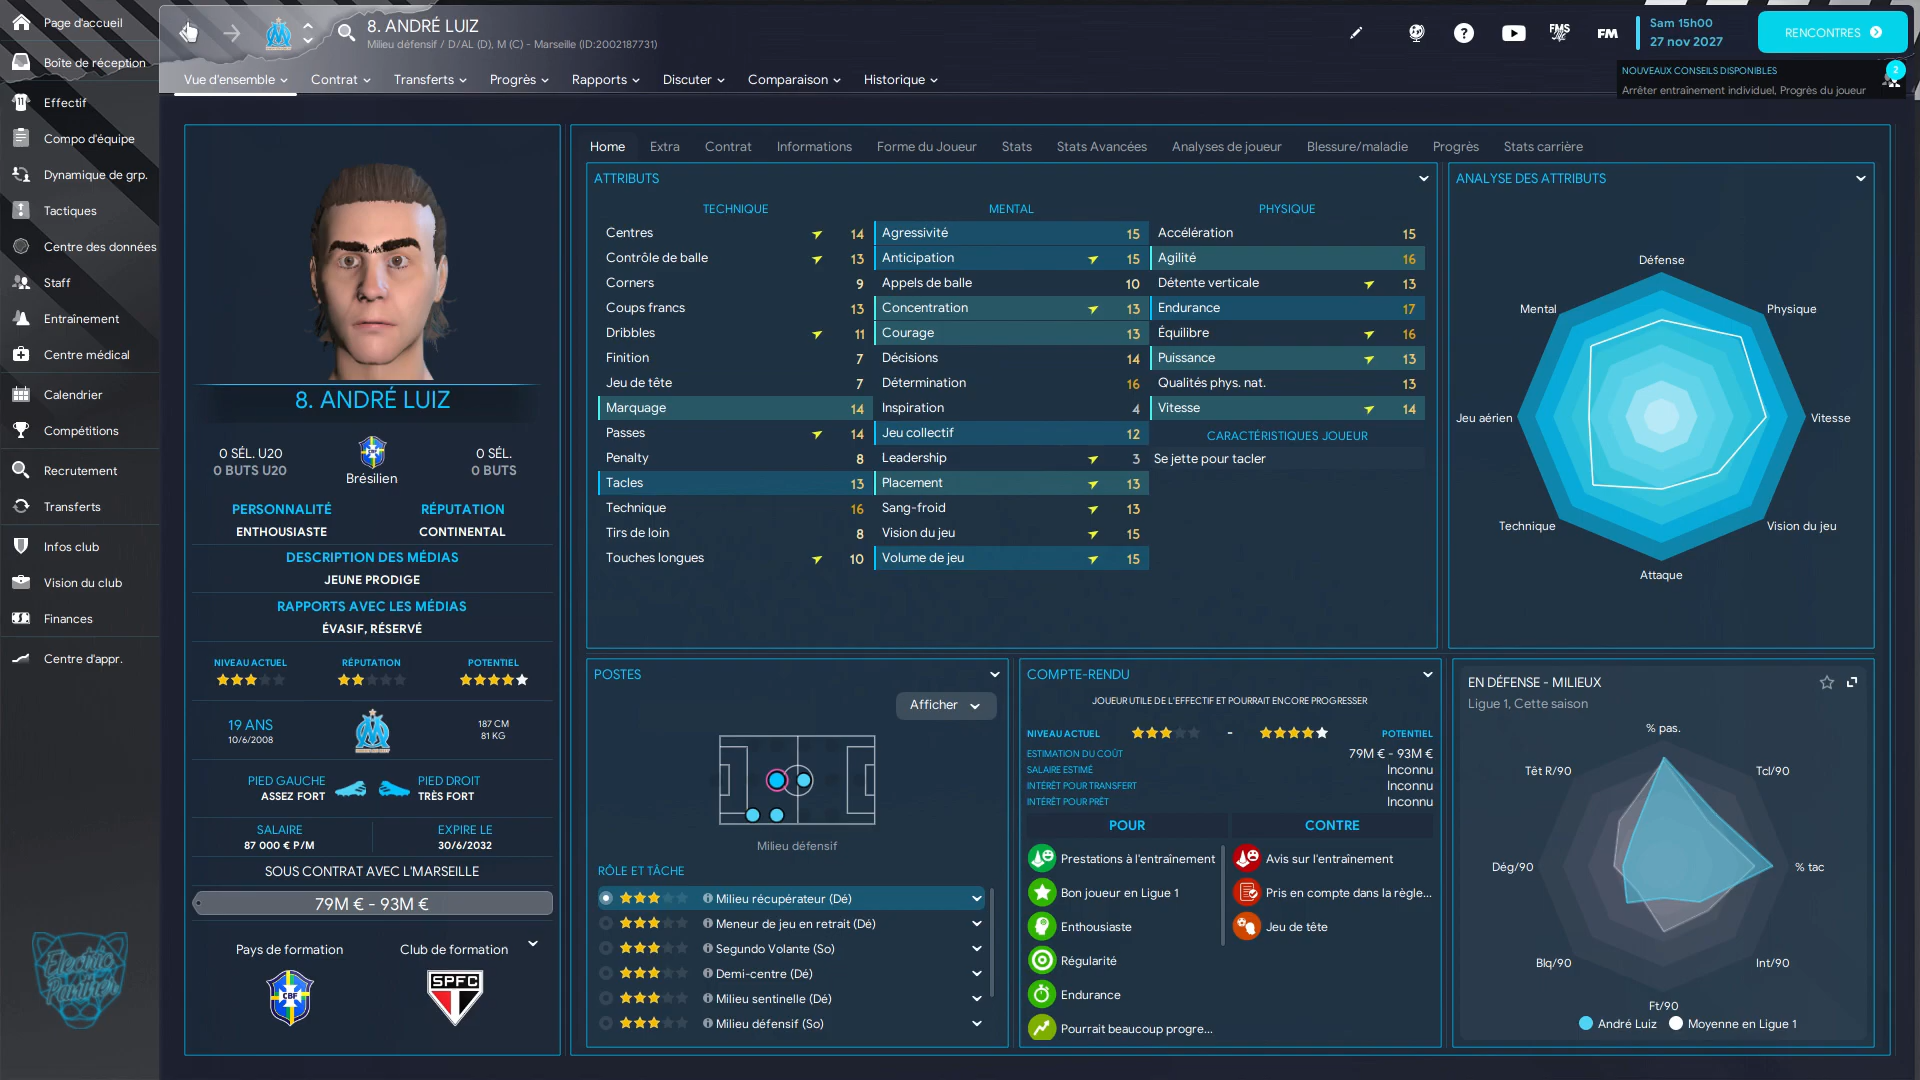 Page d'accueil
Boîte de réception
Effectif
Compo d'équipe
Dynamique de grp.
Tactiques
Centre des données
Staff
Entraînement
Centre médical
Calendrier
Compétitions
Recrutement
Transferts
Infos club
Vision du club
Finances
Centre d'appr.
Electric Panther
8. ANDRÉ LUIZ
Milieu défensif / D/AL (D), M (C) - Marseille (ID:2002187731)
FMS
FM
Sam 15h00
27 nov 2027
RENCONTRES
Vue d'ensemble
Contrat
Transferts
Progrès
Rapports
Discuter
Comparaison
Historique
2
NOUVEAUX CONSEILS DISPONIBLES
Arrêter entraînement individuel, Progrès du joueur
8. ANDRÉ LUIZ
0 SÉL. U20
0 BUTS U20
Brésilien
0 SÉL.
0 BUTS
PERSONNALITÉ RÉPUTATION
ENTHOUSIASTE CONTINENTAL
DESCRIPTION DES MÉDIAS
JEUNE PRODIGE
RAPPORTS AVEC LES MÉDIAS
ÉVASIF, RÉSERVÉ
NIVEAU ACTUEL RÉPUTATION POTENTIEL
19 ANS
10/6/2008
187 CM
81 KG
PIED GAUCHE
ASSEZ FORT
PIED DROIT
TRÈS FORT
SALAIRE EXPIRE LE
87 000 € P/M 30/6/2032
SOUS CONTRAT AVEC L'MARSEILLE
79M € - 93M €
Pays de formation Club de formation
CBF
SPFC
Home Extra Contrat Informations Forme du Joueur Stats Stats Avancées Analyses de joueur Blessure/maladie Progrès Stats carrière
ATTRIBUTS
TECHNIQUE
Centres 14
Contrôle de balle 13
Corners 9
Coups francs 13
Dribbles 11
Finition 7
Jeu de tête 7
Marquage 14
Passes 14
Penalty 8
Tacles 13
Technique 16
Tirs de loin 8
Touches longues 10
MENTAL
Agressivité 15
Anticipation 15
Appels de balle 10
Concentration 13
Courage 13
Décisions 14
Détermination 16
Inspiration 4
Jeu collectif 12
Leadership 3
Placement 13
Sang-froid 13
Vision du jeu 15
Volume de jeu 15
PHYSIQUE
Accélération 15
Agilité 16
Détente verticale 13
Endurance 17
Équilibre 16
Puissance 13
Qualités phys. nat. 13
Vitesse 14
CARACTÉRISTIQUES JOUEUR
Se jette pour tacler
ANALYSE DES ATTRIBUTS
Défense
Mental
Physique
Jeu aérien
Vitesse
Technique
Vision du jeu
Attaque
POSTES
Afficher
Milieu défensif
RÔLE ET TÂCHE
Milieu récupérateur (Dé)
Meneur de jeu en retrait (Dé)
Segundo Volante (So)
Demi-centre (Dé)
Milieu sentinelle (Dé)
Milieu défensif (So)
COMPTE-RENDU
JOUEUR UTILE DE L'EFFECTIF ET POURRAIT ENCORE PROGRESSER
NIVEAU ACTUEL - POTENTIEL
ESTIMATION DU COÛT 79M € - 93M €
SALAIRE ESTIMÉ Inconnu
INTÉRÊT POUR TRANSFERT Inconnu
INTÉRÊT POUR PRÊT Inconnu
POUR
Prestations à l'entraînement
Bon joueur en Ligue 1
Enthousiaste
Régularité
Endurance
Pourrait beaucoup progre...
CONTRE
Avis sur l'entraînement
Pris en compte dans la règle...
Jeu de tête
EN DÉFENSE - MILIEUX
Ligue 1, Cette saison
% pas.
Têt R/90
Tcl/90
Dég/90
% tac
Blq/90
Int/90
Ft/90
André Luiz
Moyenne en Ligue 1